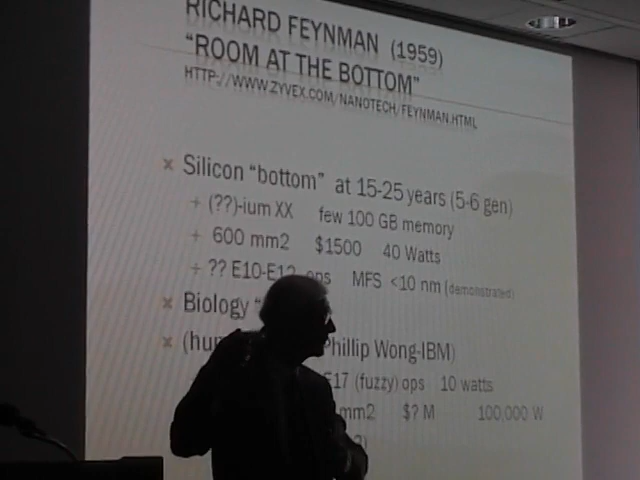 RICHARD FEYNMAN (1959)
“ROOM AT THE BOTTOM”
HTTP://WWW.ZYVEX.COM/NANOTECH/FEYNMAN.HTML
Silicon “bottom” at 15-25 years (5-6 gen)
(??)-ium XX few 100 GB memory
600 mm2 $1500 40 Watts
?? E10-E12 ops MFS <10 nm (demonstrated)
Biology “
Phillip Wong-IBM)
E17 (fuzzy) ops 10 watts
mm2 $? M 100,000 W